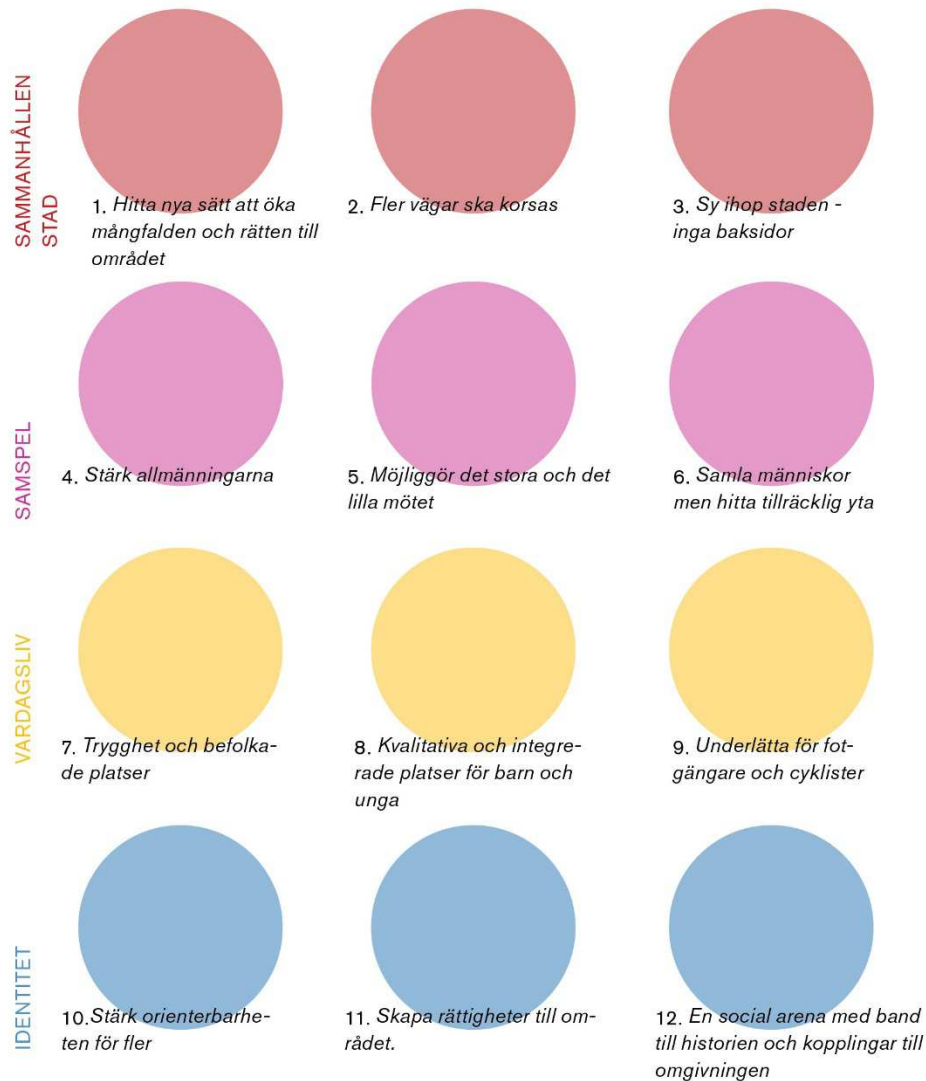 SAMMANHÅLLEN
STAD
1. Hitta nya sätt att öka
mångfalden och rätten till
området
2. Fler vägar ska korsas
3. Sy ihop staden -
inga baksidor
SAMSPEL
4. Stärk allmänningarna
5. Möjliggör det stora och det
lilla mötet
6. Samla människor
men hitta tillräcklig yta
VARDAGSLIV
7. Trygghet och befolka-
de platser
8. Kvalitativa och integre-
rade platser för barn och
unga
9. Underlätta för fot-
gängare och cyklister
IDENTITET
10.Stärk orienterbarhe-
ten för fler
11. Skapa rättigheter till om-
rådet.
12. En social arena med band
till historien och kopplingar till
omgivningen